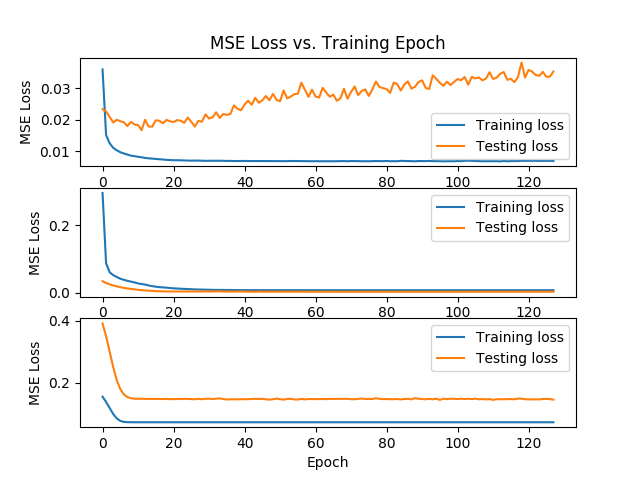 MSE Loss vs. Training Epoch
MSE Loss
0.03
0.02
0.01
Training loss
Testing loss
0 20 40 60 80 100 120
MSE Loss
0.2
0.0
Training loss
Testing loss
0 20 40 60 80 100 120
MSE Loss
0.4
0.2
Training loss
Testing loss
0 20 40 60 80 100 120
Epoch